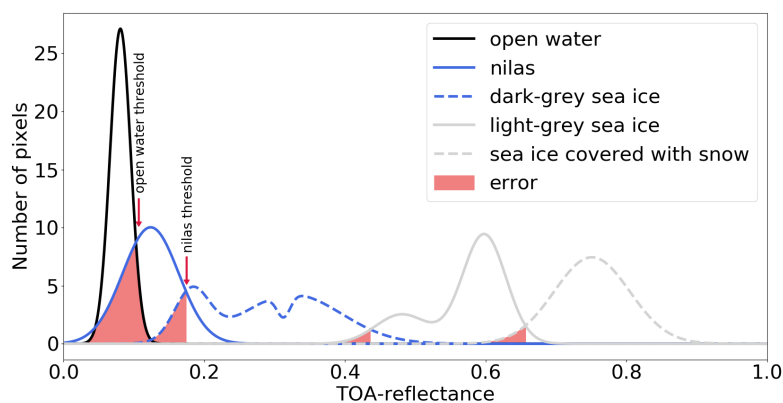 open water
nilas
dark-grey sea ice
light-grey sea ice
sea ice covered with snow
error
open water threshold
nilas threshold
Number of pixels
25
20
15
10
5
0
0.0 0.2 0.4 0.6 0.8 1.0
TOA-reflectance